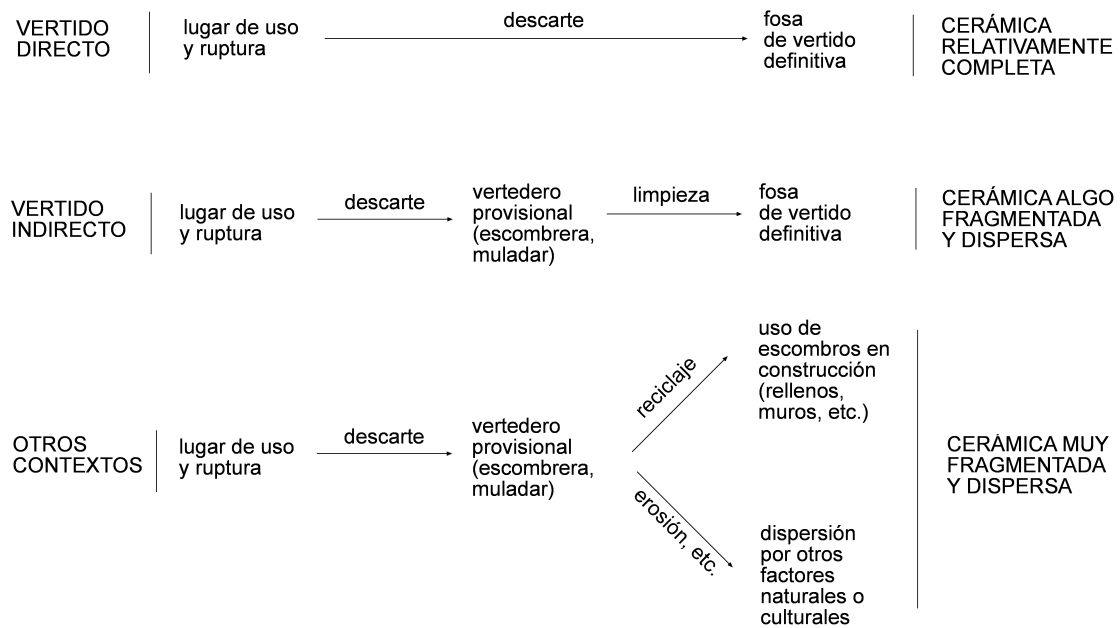 VERTIDO
DIRECTO
lugar de uso
y ruptura
descarte
fosa
de vertido
definitiva
CERÁMICA
RELATIVAMENTE
COMPLETA
VERTIDO
INDIRECTO
lugar de uso
y ruptura
descarte
vertedero
provisional
(escombrera,
muladar)
limpieza
fosa
de vertido
definitiva
CERÁMICA ALGO
FRAGMENTADA
Y DISPERSA
OTROS
CONTEXTOS
lugar de uso
y ruptura
descarte
vertedero
provisional
(escombrera,
muladar)
reciclaje
uso de
escombros en
construcción
(rellenos,
muros, etc.)
erosión, etc.
dispersión
por otros
factores
naturales o
culturales
CERÁMICA MUY
FRAGMENTADA
Y DISPERSA